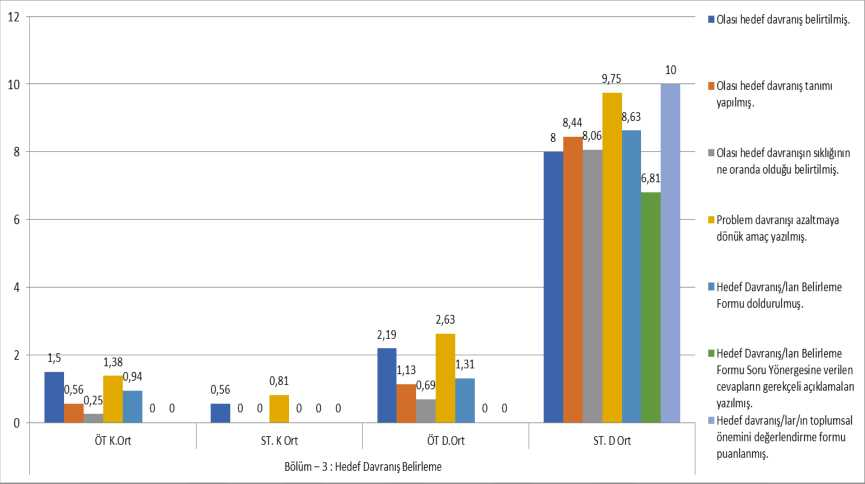 12
10
8
6
4
2
0
1,5
0,56
0,25
1,38
0,94
0
0
0,56
0
0
0,81
0
0
0
2,19
1,13
0,69
2,63
1,31
0
0
8
8,44
8,06
9,75
8,63
6,81
10
ÖT K.Ort
ST. K Ort
ÖT D.Ort
ST. D Ort
Bölüm – 3 : Hedef Davranış Belirleme
Olası hedef davranış belirtilmiş.
Olası hedef davranış tanımı
yapılmış.
Olası hedef davranışın sıklığının
ne oranda olduğu belirtilmiş.
Problem davranışı azaltmaya
dönük amaç yazılmış.
Hedef Davranış/ları Belirleme
Formu doldurulmuş.
Hedef Davranış/ları Belirleme
Formu Soru Yönergesine verilen
cevapların gerekçeli açıklamaları
yazılmış.
Hedef davranış/lar/ın toplumsal
önemini değerlendirme formu
puanlanmış.